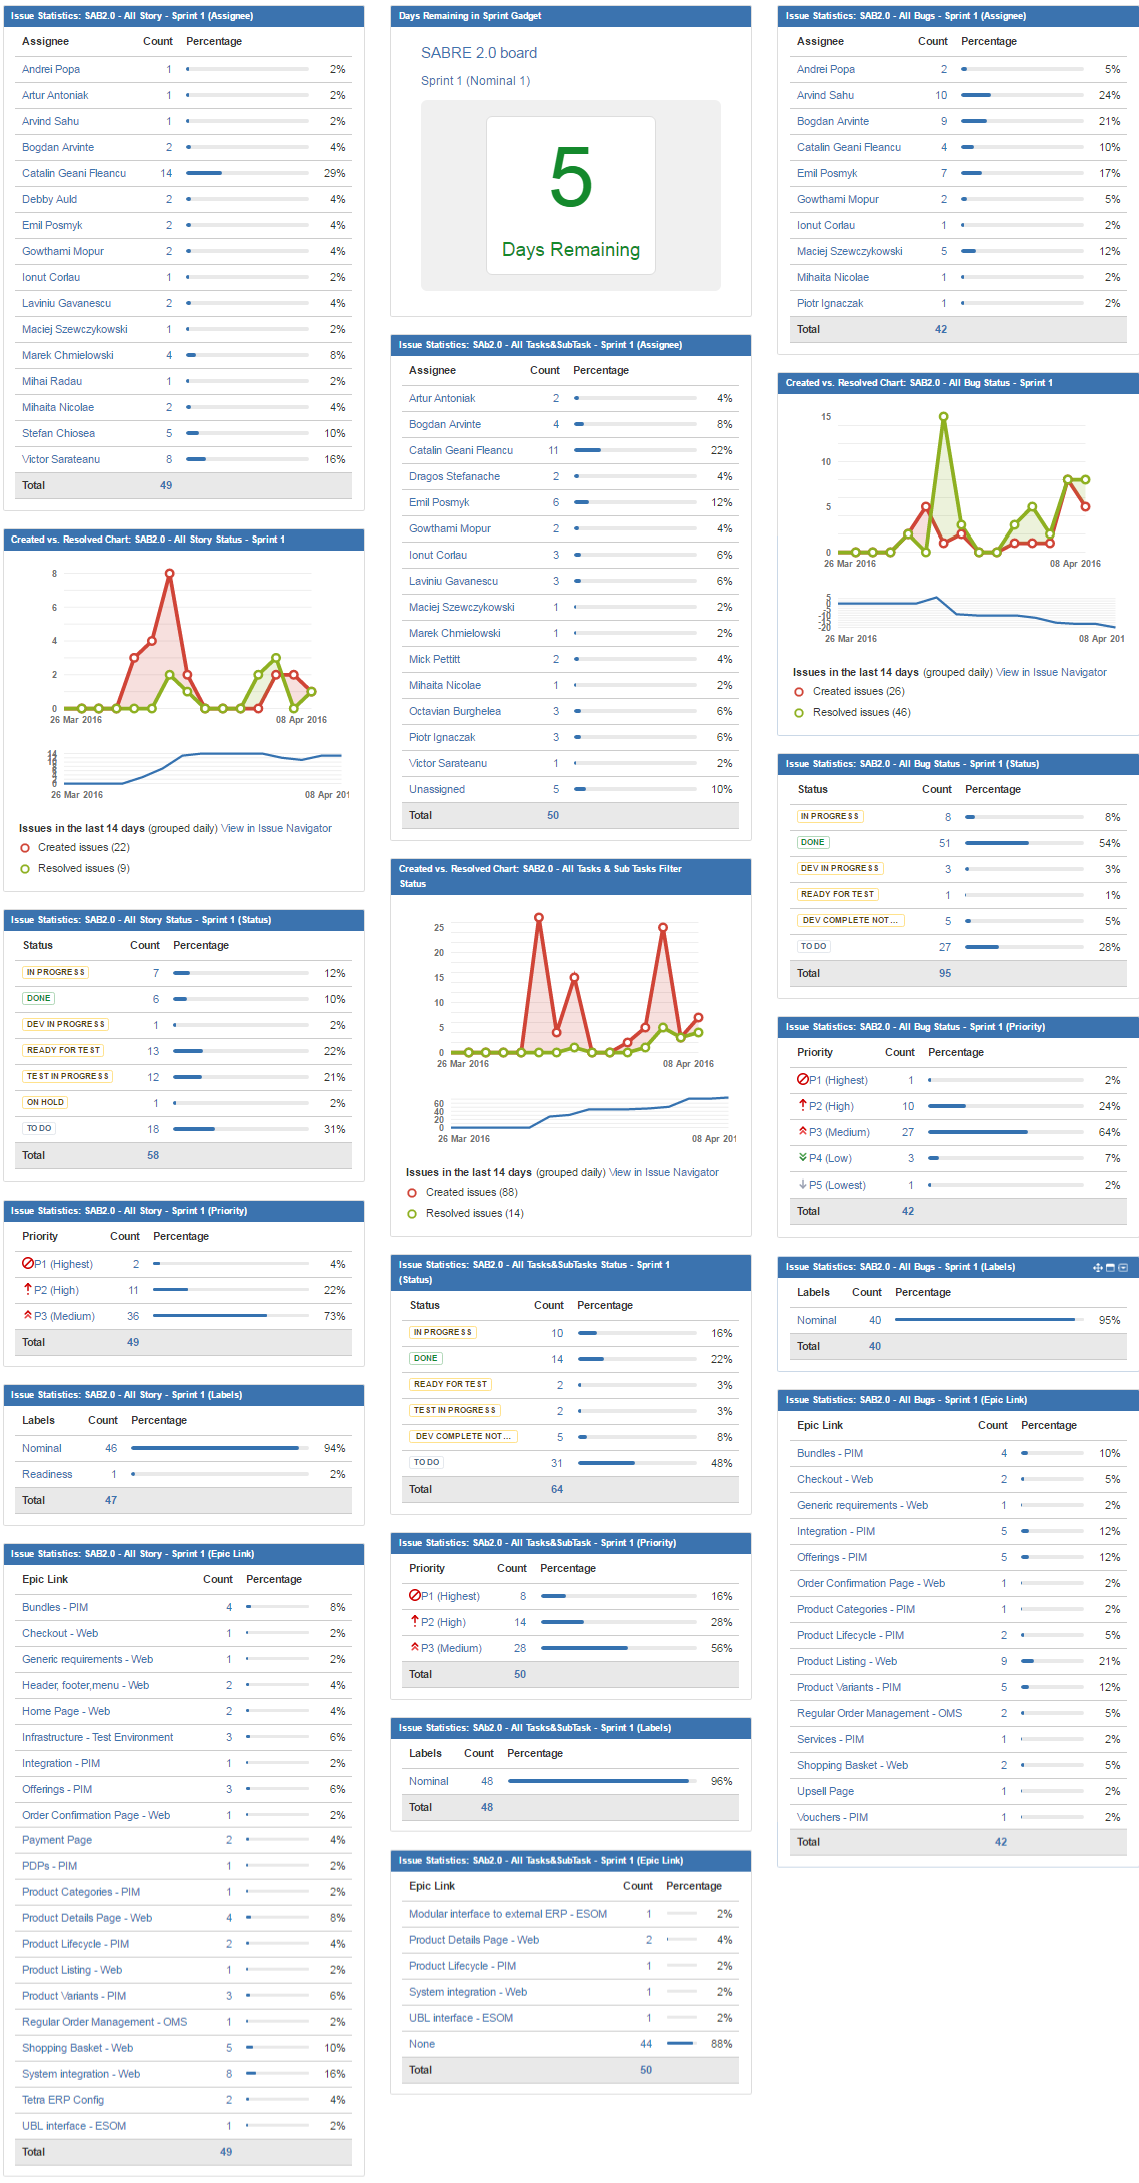 Issue Statistics: SAB2.0 - All Story - Sprint 1 (Assignee)
Assignee Count Percentage
Andrei Popa 1 2%
Artur Antoniak 1 2%
Arvind Sahu 1 2%
Bogdan Arvinte 2 4%
Catalin Geani Fleancu 14 29%
Debby Auld 2 4%
Emil Posmyk 2 4%
Gowthami Mopur 2 4%
Ionut Corlau 1 2%
Laviniu Gavanescu 2 4%
Maciej Szewczykowski 1 2%
Marek Chmielowski 4 8%
Mihai Radau 1 2%
Mihaita Nicolae 2 4%
Stefan Chiosea 5 10%
Victor Sarateanu 8 16%
Total 49
Created vs. Resolved Chart: SAB2.0 - All Story Status - Sprint 1
8
6
4
2
0
26 Mar 2016 08 Apr 2016
14
0
26 Mar 2016 08 Apr 201
Issues in the last 14 days (grouped daily) View in Issue Navigator
Created issues (22)
Resolved issues (9)
Issue Statistics: SAB2.0 - All Story Status - Sprint 1 (Status)
Status Count Percentage
IN PROGRESS 7 12%
DONE 6 10%
DEV IN PROGRESS 1 2%
READY FOR TEST 13 22%
TEST IN PROGRESS 12 21%
ON HOLD 1 2%
TO DO 18 31%
Total 58
Issue Statistics: SAB2.0 - All Story - Sprint 1 (Priority)
Priority Count Percentage
P1 (Highest) 2 4%
P2 (High) 11 22%
P3 (Medium) 36 73%
Total 49
Issue Statistics: SAB2.0 - All Story - Sprint 1 (Labels)
Labels Count Percentage
Nominal 46 94%
Readiness 1 2%
Total 47
Issue Statistics: SAB2.0 - All Story - Sprint 1 (Epic Link)
Epic Link Count Percentage
Bundles - PIM 4 8%
Checkout - Web 1 2%
Generic requirements - Web 1 2%
Header, footer,menu - Web 2 4%
Home Page - Web 2 4%
Infrastructure - Test Environment 3 6%
Integration - PIM 1 2%
Offerings - PIM 3 6%
Order Confirmation Page - Web 1 2%
Payment Page 2 4%
PDPs - PIM 1 2%
Product Categories - PIM 1 2%
Product Details Page - Web 4 8%
Product Lifecycle - PIM 2 4%
Product Listing - Web 1 2%
Product Variants - PIM 3 6%
Regular Order Management - OMS 1 2%
Shopping Basket - Web 5 10%
System integration - Web 8 16%
Tetra ERP Config 2 4%
UBL interface - ESOM 1 2%
Total 49
Days Remaining in Sprint Gadget
SABRE 2.0 board
Sprint 1 (Nominal 1)
5
Days Remaining
Issue Statistics: SAb2.0 - All Tasks&SubTask - Sprint 1 (Assignee)
Assignee Count Percentage
Artur Antoniak 2 4%
Bogdan Arvinte 4 8%
Catalin Geani Fleancu 11 22%
Dragos Stefanache 2 4%
Emil Posmyk 6 12%
Gowthami Mopur 2 4%
Ionut Corlau 3 6%
Laviniu Gavanescu 3 6%
Maciej Szewczykowski 1 2%
Marek Chmielowski 1 2%
Mick Pettitt 2 4%
Mihaita Nicolae 1 2%
Octavian Burghelea 3 6%
Piotr Ignaczak 3 6%
Victor Sarateanu 1 2%
Unassigned 5 10%
Total 50
Created vs. Resolved Chart: SAB2.0 - All Tasks & Sub Tasks Filter
Status
25
20
15
10
5
0
26 Mar 2016 08 Apr 2016
60
40
20
0
26 Mar 2016 08 Apr 201
Issues in the last 14 days (grouped daily) View in Issue Navigator
Created issues (88)
Resolved issues (14)
Issue Statistics: SAB2.0 - All Tasks&SubTasks Status - Sprint 1
(Status)
Status Count Percentage
IN PROGRESS 10 16%
DONE 14 22%
READY FOR TEST 2 3%
TEST IN PROGRESS 2 3%
DEV COMPLETE NOT... 5 8%
TO DO 31 48%
Total 64
Issue Statistics: SAb2.0 - All Tasks&SubTask - Sprint 1 (Priority)
Priority Count Percentage
P1 (Highest) 8 16%
P2 (High) 14 28%
P3 (Medium) 28 56%
Total 50
Issue Statistics: SAb2.0 - All Tasks&SubTask - Sprint 1 (Labels)
Labels Count Percentage
Nominal 48 96%
Total 48
Issue Statistics: SAb2.0 - All Tasks&SubTask - Sprint 1 (Epic Link)
Epic Link Count Percentage
Modular interface to external ERP - ESOM 1 2%
Product Details Page - Web 2 4%
Product Lifecycle - PIM 1 2%
System integration - Web 1 2%
UBL interface - ESOM 1 2%
None 44 88%
Total 50
Issue Statistics: SAB2.0 - All Bugs - Sprint 1 (Assignee)
Assignee Count Percentage
Andrei Popa 2 5%
Arvind Sahu 10 24%
Bogdan Arvinte 9 21%
Catalin Geani Fleancu 4 10%
Emil Posmyk 7 17%
Gowthami Mopur 2 5%
Ionut Corlau 1 2%
Maciej Szewczykowski 5 12%
Mihaita Nicolae 1 2%
Piotr Ignaczak 1 2%
Total 42
Created vs. Resolved Chart: SAB2.0 - All Bug Status - Sprint 1
15
10
5
0
26 Mar 2016 08 Apr 2016
5
0
-5
-10
-15
-20
26 Mar 2016 08 Apr 201
Issues in the last 14 days (grouped daily) View in Issue Navigator
Created issues (26)
Resolved issues (46)
Issue Statistics: SAB2.0 - All Bug Status - Sprint 1 (Status)
Status Count Percentage
IN PROGRESS 8 8%
DONE 51 54%
DEV IN PROGRESS 3 3%
READY FOR TEST 1 1%
DEV COMPLETE NOT... 5 5%
TO DO 27 28%
Total 95
Issue Statistics: SAB2.0 - All Bug Status - Sprint 1 (Priority)
Priority Count Percentage
P1 (Highest) 1 2%
P2 (High) 10 24%
P3 (Medium) 27 64%
P4 (Low) 3 7%
P5 (Lowest) 1 2%
Total 42
Issue Statistics: SAB2.0 - All Bugs - Sprint 1 (Labels)
Labels Count Percentage
Nominal 40 95%
Total 40
Issue Statistics: SAB2.0 - All Bugs - Sprint 1 (Epic Link)
Epic Link Count Percentage
Bundles - PIM 4 10%
Checkout - Web 2 5%
Generic requirements - Web 1 2%
Integration - PIM 5 12%
Offerings - PIM 5 12%
Order Confirmation Page - Web 1 2%
Product Categories - PIM 1 2%
Product Lifecycle - PIM 2 5%
Product Listing - Web 9 21%
Product Variants - PIM 5 12%
Regular Order Management - OMS 2 5%
Services - PIM 1 2%
Shopping Basket - Web 2 5%
Upsell Page 1 2%
Vouchers - PIM 1 2%
Total 42